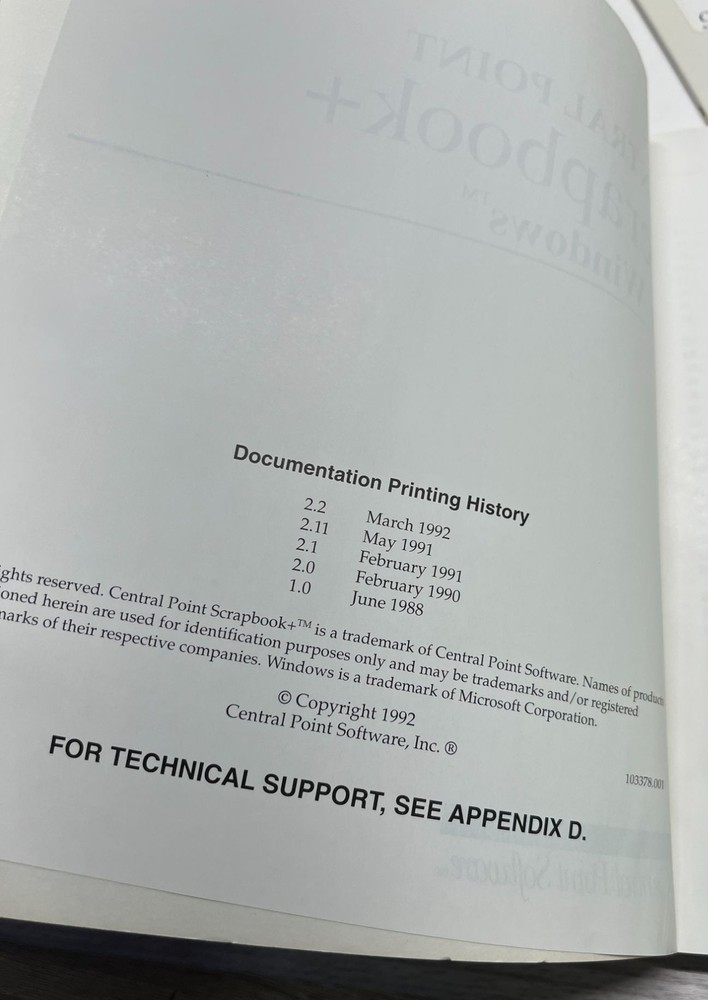 Documentation Printing History
2.2 March 1992
2.11 May 1991
2.1 February 1991
2.0 February 1990
1.0 June 1988
ghts reserved. Central Point Scrapbook+™ is a trademark of Central Point Software. Names of products
oned herein are used for identification purposes only and may be trademarks and/or registered
marks of their respective companies. Windows is a trademark of Microsoft Corporation.
© Copyright 1992
Central Point Software, Inc. ®
103378.001
FOR TECHNICAL SUPPORT, SEE APPENDIX D.